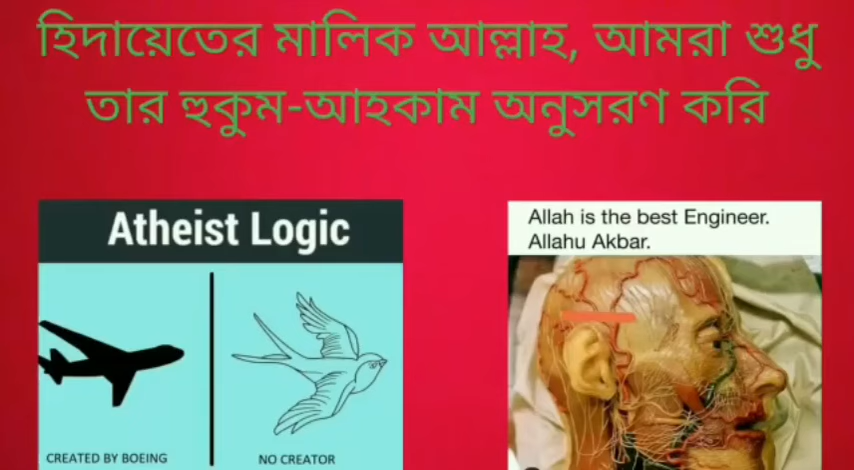 হিদায়েতের মালিক আল্লাহ, আমরা শুধু
তার হুকুম-আহকাম অনুসরণ করি
Atheist Logic
CREATED BY BOEING
NO CREATOR
Allah is the best Engineer.
Allahu Akbar.